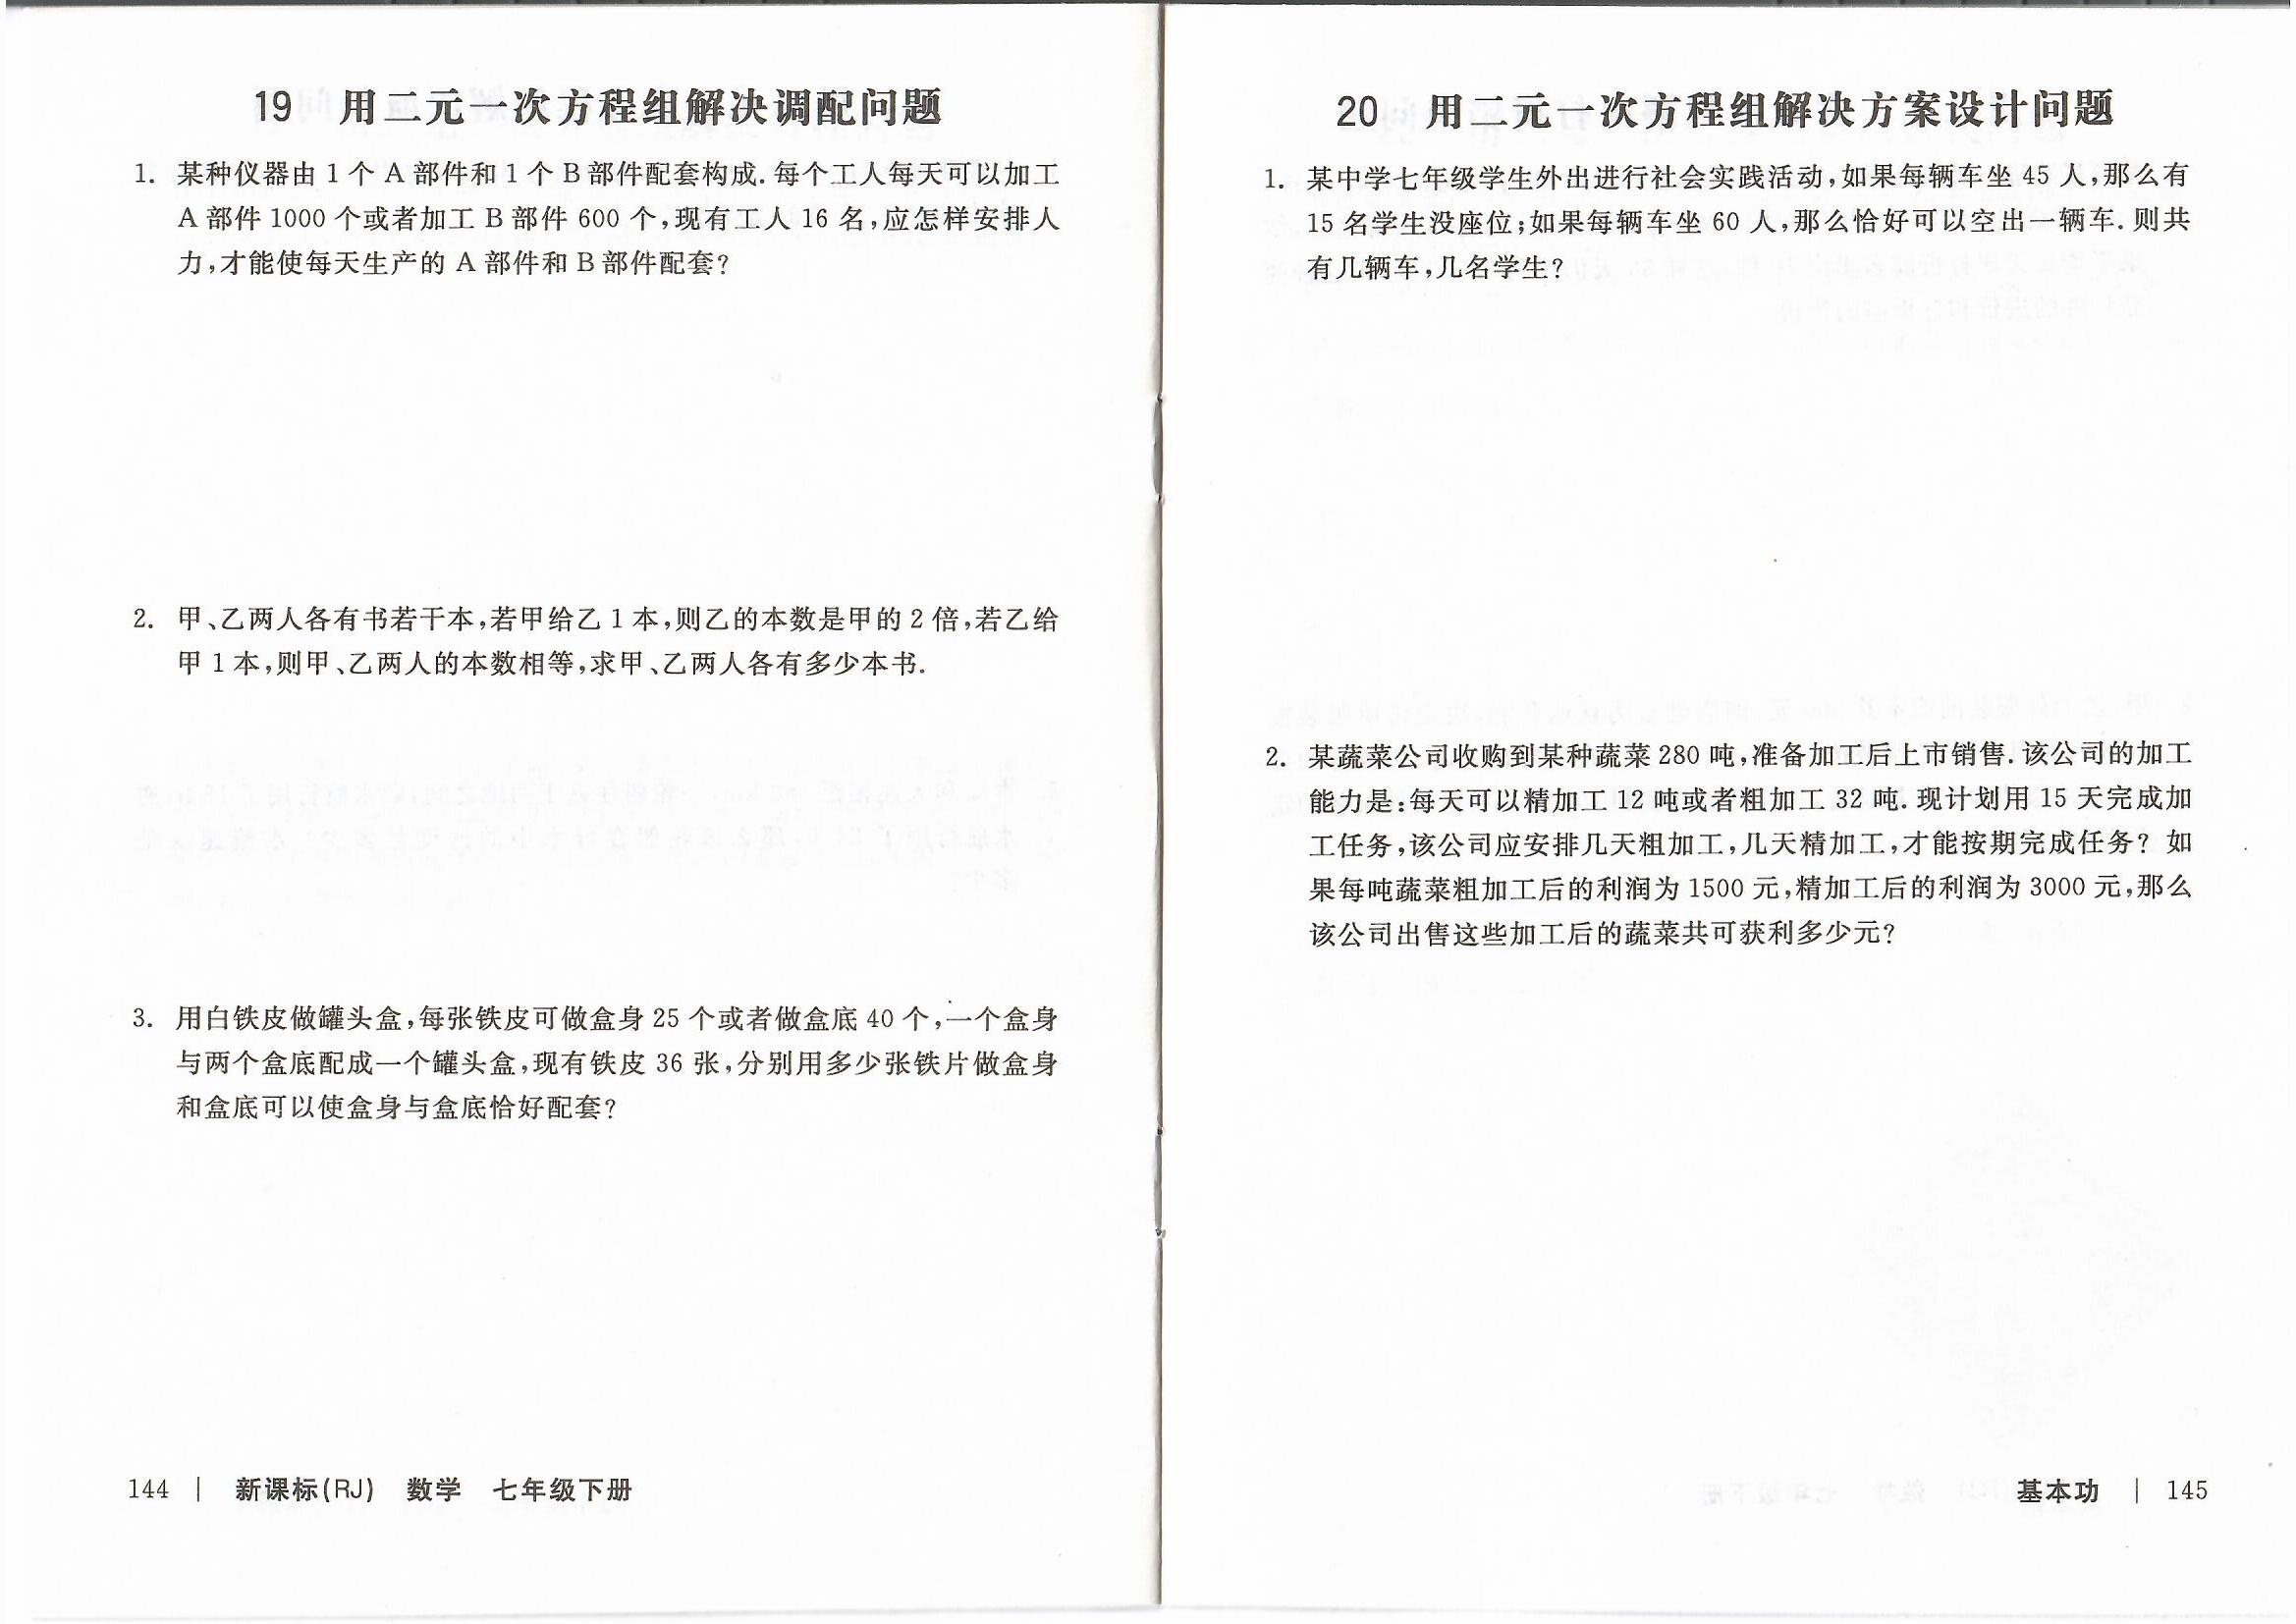 19 用二元一次方程组解决调配问题
1. 某种仪器由 1 个 A 部件和 1 个 B 部件配套构成. 每个工人每天可以加工
A 部件 1000 个或者加工 B 部件 600 个,现有工人 16 名,应怎样安排人
力,才能使每天生产的 A 部件和 B 部件配套?
2. 甲、乙两人各有书若干本,若甲给乙 1 本,则乙的本数是甲的 2 倍,若乙给
甲 1 本,则甲、乙两人的本数相等,求甲、乙两人各有多少本书.
3. 用白铁皮做罐头盒,每张铁皮可做盒身 25 个或者做盒底 40 个,一个盒身
与两个盒底配成一个罐头盒,现有铁皮 36 张,分别用多少张铁片做盒身
和盒底可以使盒身与盒底恰好配套?
144 | 新课标(RJ) 数学 七年级下册
20 用二元一次方程组解决方案设计问题
1. 某中学七年级学生外出进行社会实践活动,如果每辆车坐 45 人,那么有
15 名学生没座位;如果每辆车坐 60 人,那么恰好可以空出一辆车. 则共
有几辆车,几名学生?
2. 某蔬菜公司收购到某种蔬菜 280 吨,准备加工后上市销售. 该公司的加工
能力是:每天可以精加工 12 吨或者粗加工 32 吨. 现计划用 15 天完成加
工任务,该公司应安排几天粗加工,几天精加工,才能按期完成任务? 如
果每吨蔬菜粗加工后的利润为 1500 元,精加工后的利润为 3000 元,那么
该公司出售这些加工后的蔬菜共可获利多少元?
基本功 | 145